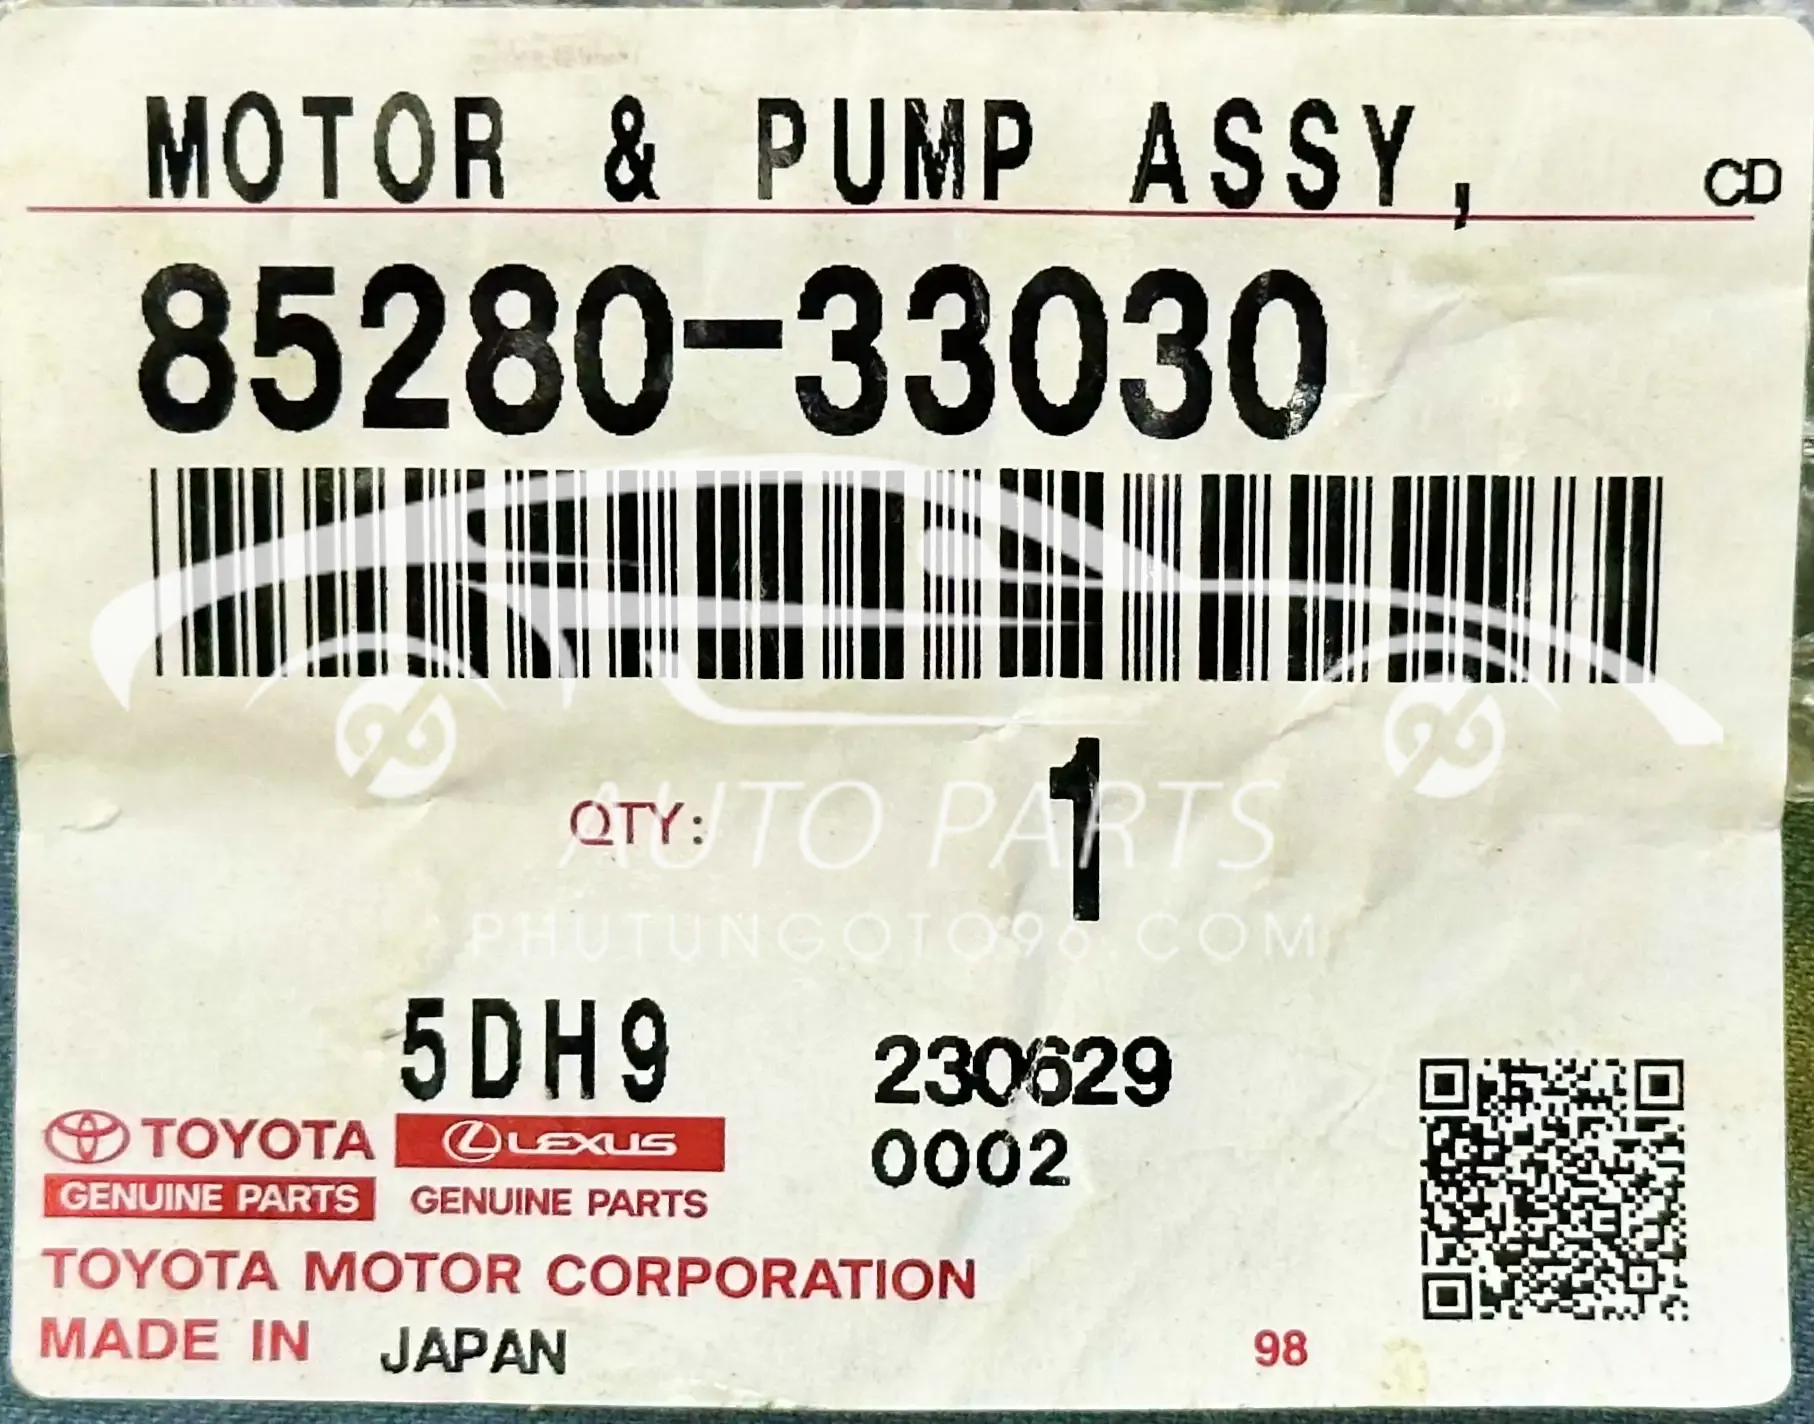 MOTOR & PUMP ASSY, CD
85280-33030
QTY: 1
AUTO PARTS
PHUTUNGOTO96.COM
5DH9 230629
0002
TOYOTA LEXUS
GENUINE PARTS GENUINE PARTS
TOYOTA MOTOR CORPORATION
MADE IN JAPAN 98